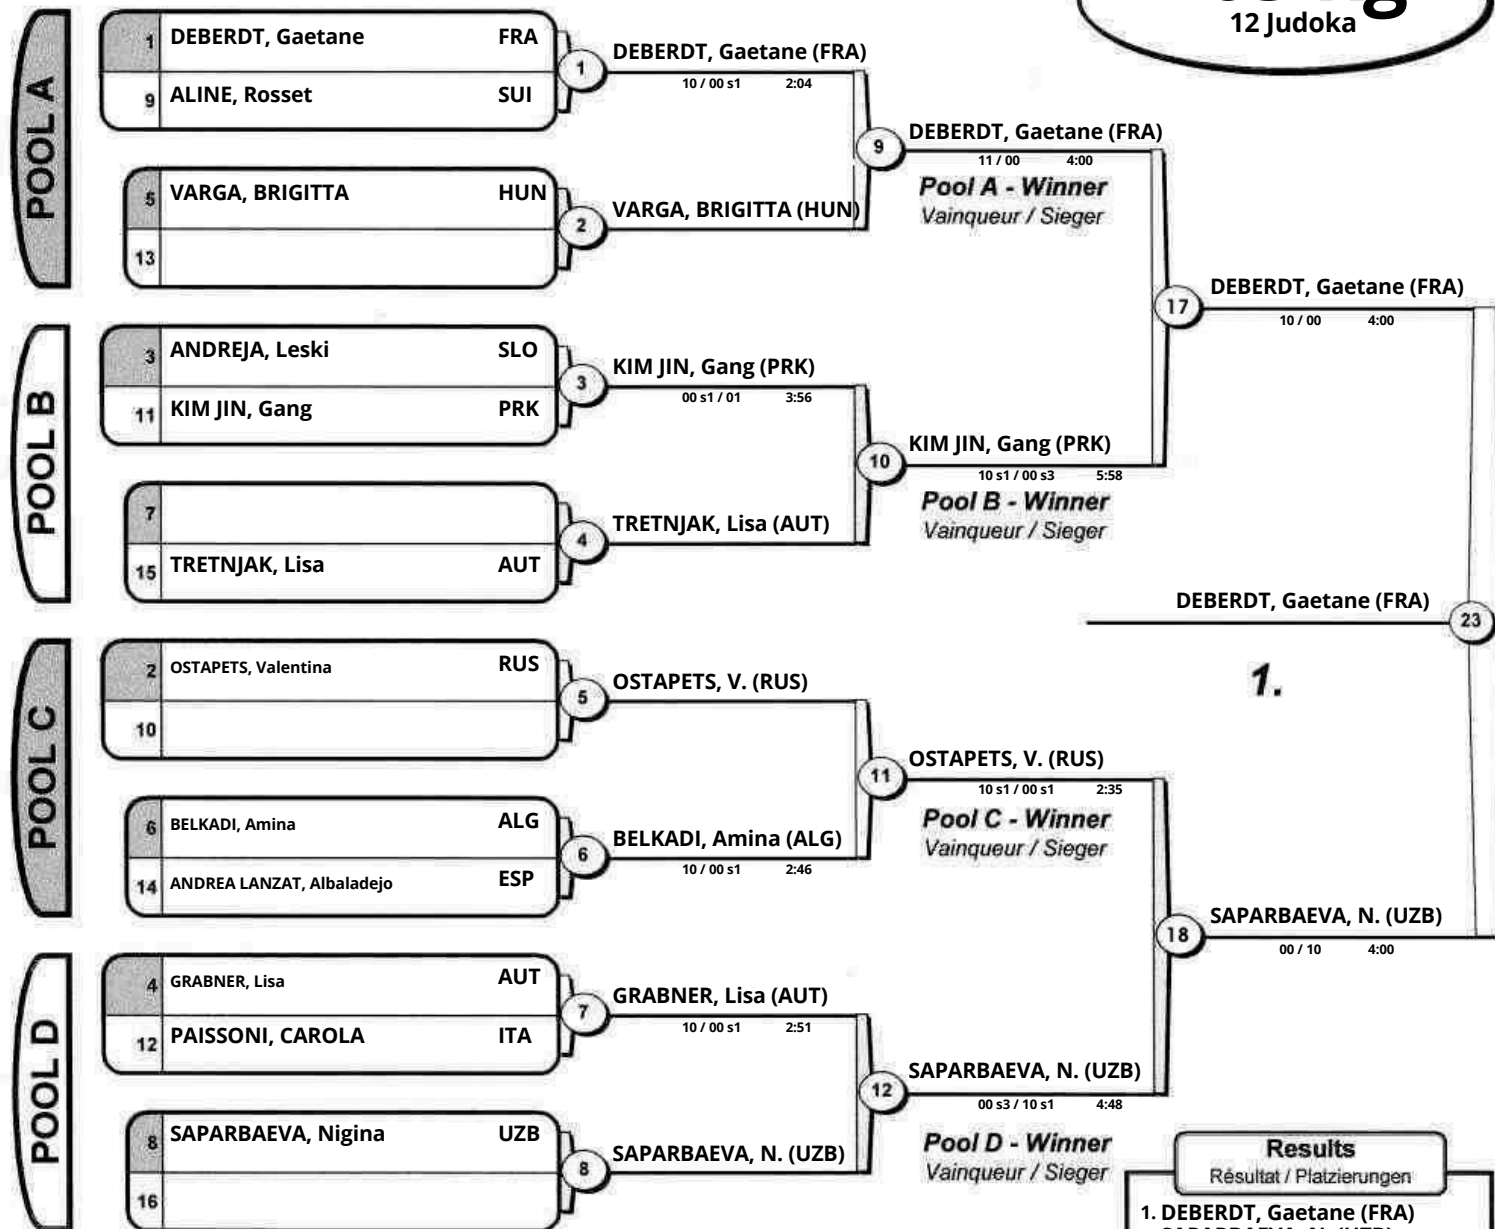 12 Judoka
POOL A
1 DEBERDT, Gaetane FRA
9 ALINE, Rosset SUI
1
DEBERDT, Gaetane (FRA)
10 / 00 s1 2:04
5 VARGA, BRIGITTA HUN
13
2
VARGA, BRIGITTA (HUN)
9
DEBERDT, Gaetane (FRA)
11 / 00 4:00
Pool A - Winner
Vainqueur / Sieger
POOL B
3 ANDREJA, Leski SLO
11 KIM JIN, Gang PRK
3
KIM JIN, Gang (PRK)
00 s1 / 01 3:56
7
15 TRETNJAK, Lisa AUT
4
TRETNJAK, Lisa (AUT)
10
KIM JIN, Gang (PRK)
10 s1 / 00 s3 5:58
Pool B - Winner
Vainqueur / Sieger
17
DEBERDT, Gaetane (FRA)
10 / 00 4:00
DEBERDT, Gaetane (FRA)
23
1.
POOL C
2 OSTAPETS, Valentina RUS
10
5
OSTAPETS, V. (RUS)
6 BELKADI, Amina ALG
14 ANDREA LANZAT, Albaladejo ESP
6
BELKADI, Amina (ALG)
10 / 00 s1 2:46
11
OSTAPETS, V. (RUS)
10 s1 / 00 s1 2:35
Pool C - Winner
Vainqueur / Sieger
POOL D
4 GRABNER, Lisa AUT
12 PAISSONI, CAROLA ITA
7
GRABNER, Lisa (AUT)
10 / 00 s1 2:51
8 SAPARBAEVA, Nigina UZB
16
8
SAPARBAEVA, N. (UZB)
12
SAPARBAEVA, N. (UZB)
00 s3 / 10 s1 4:48
Pool D - Winner
Vainqueur / Sieger
18
SAPARBAEVA, N. (UZB)
00 / 10 4:00
Results
Résultat / Platzierungen
1. DEBERDT, Gaetane (FRA)